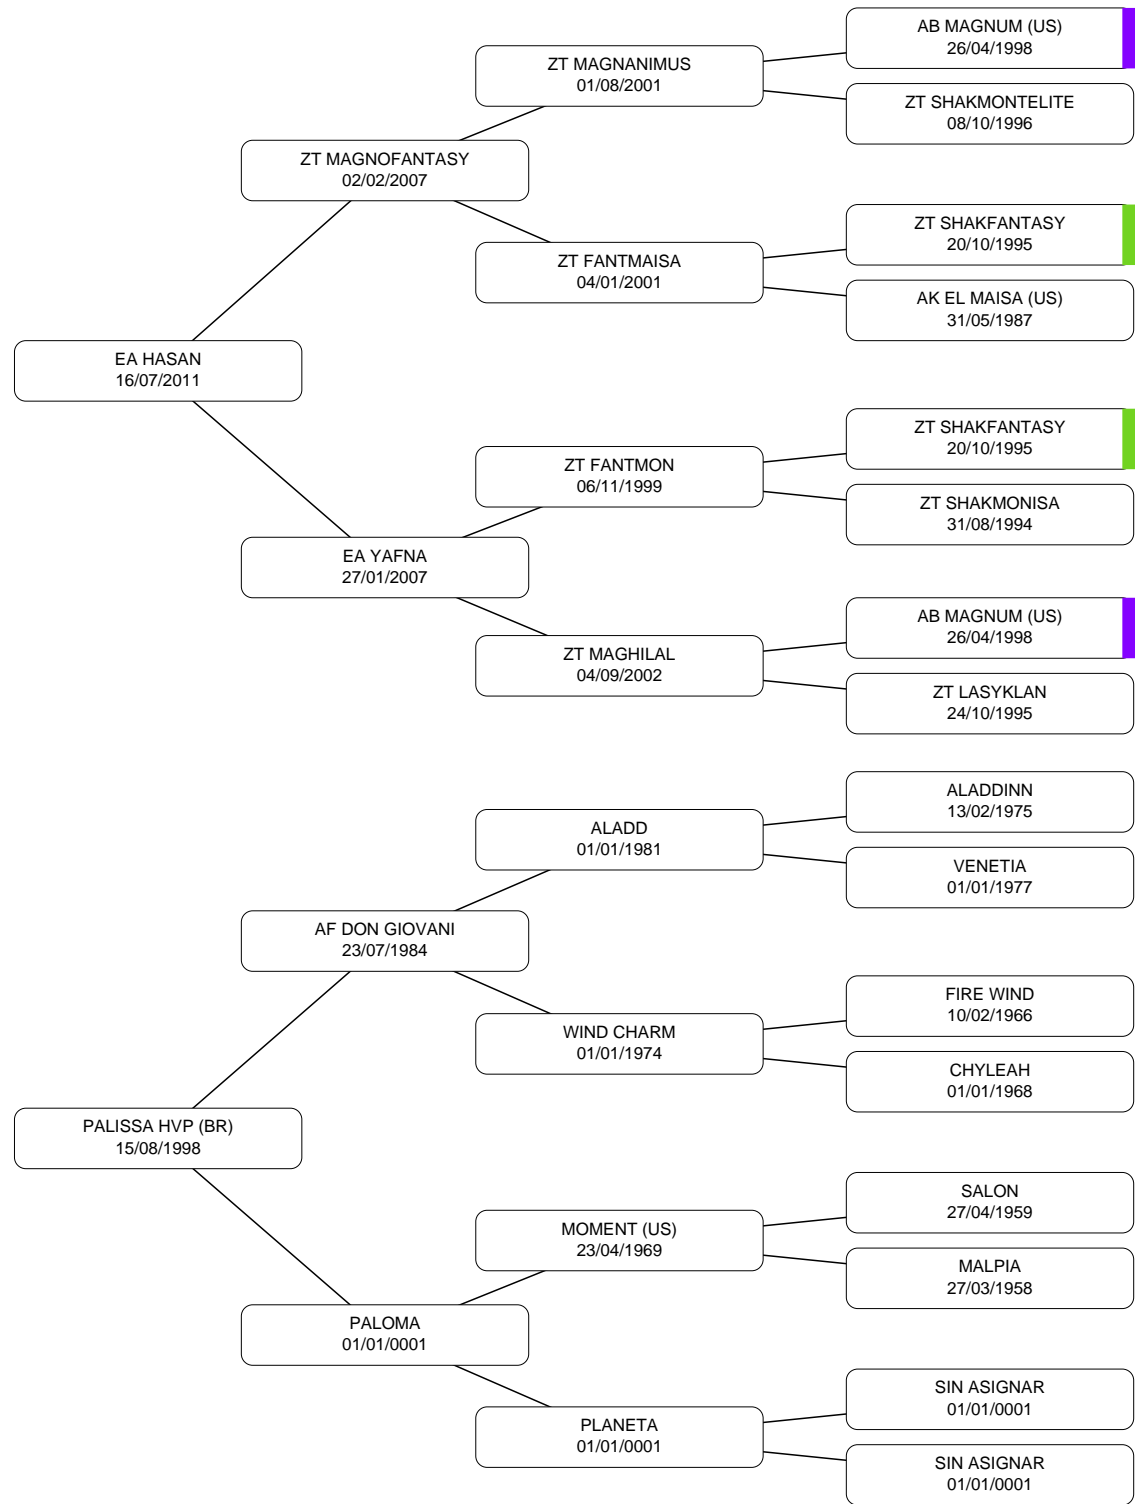 AB MAGNUM (US)
26/04/1998
ZT MAGNANIMUS
01/08/2001
ZT SHAKMONTELITE
08/10/1996
ZT MAGNOFANTASY
02/02/2007
ZT SHAKFANTASY
20/10/1995
ZT FANTMAISA
04/01/2001
AK EL MAISA (US)
31/05/1987
EA HASAN
16/07/2011
ZT SHAKFANTASY
20/10/1995
ZT FANTMON
06/11/1999
ZT SHAKMONISA
31/08/1994
EA YAFNA
27/01/2007
AB MAGNUM (US)
26/04/1998
ZT MAGHILAL
04/09/2002
ZT LASYKLAN
24/10/1995
ALADDINN
13/02/1975
ALADD
01/01/1981
VENETIA
01/01/1977
AF DON GIOVANI
23/07/1984
FIRE WIND
10/02/1966
WIND CHARM
01/01/1974
CHYLEAH
01/01/1968
PALISSA HVP (BR)
15/08/1998
SALON
27/04/1959
MOMENT (US)
23/04/1969
MALPIA
27/03/1958
PALOMA
01/01/0001
SIN ASIGNAR
01/01/0001
PLANETA
01/01/0001
SIN ASIGNAR
01/01/0001